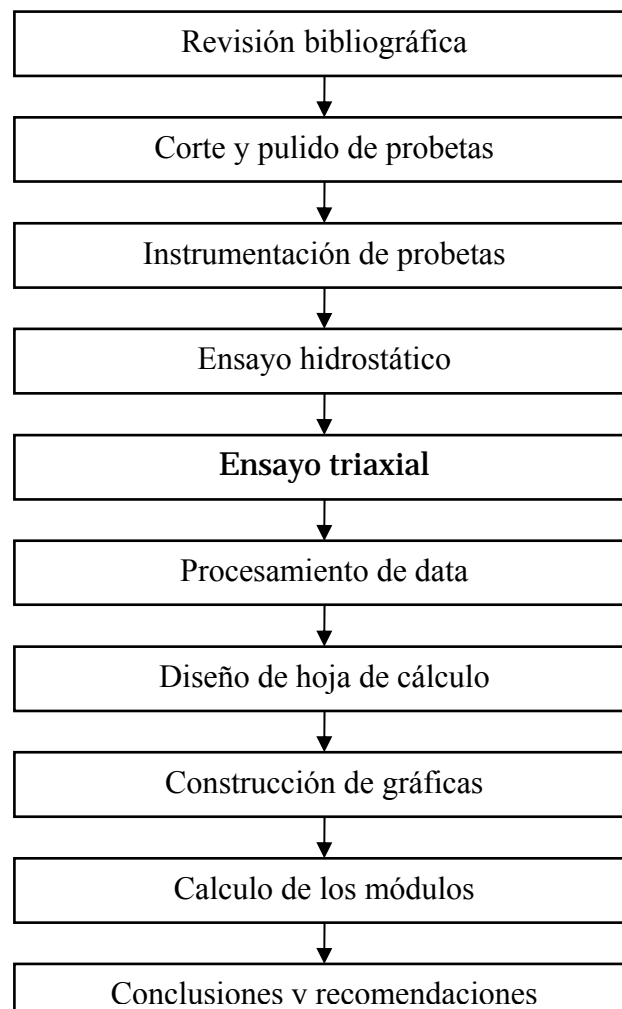 Revisión bibliográfica
Corte y pulido de probetas
Instrumentación de probetas
Ensayo hidrostático
Ensayo triaxial
Procesamiento de data
Diseño de hoja de cálculo
Construcción de gráficas
Calculo de los módulos
Conclusiones y recomendaciones